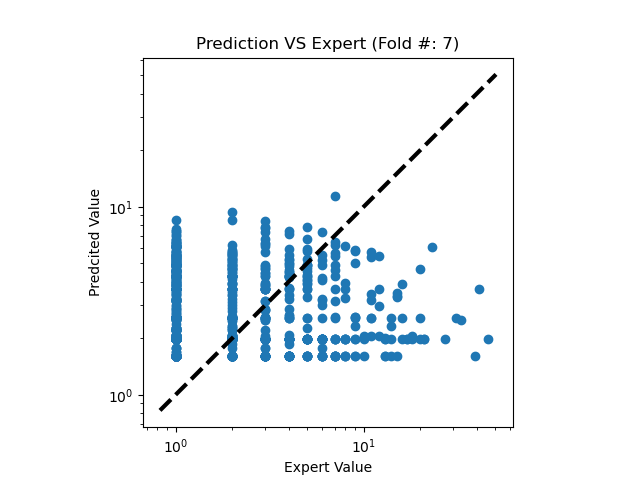 Prediction VS Expert (Fold #: 7)
10¹
10⁰
Predcited Value
10⁰ 10¹
Expert Value